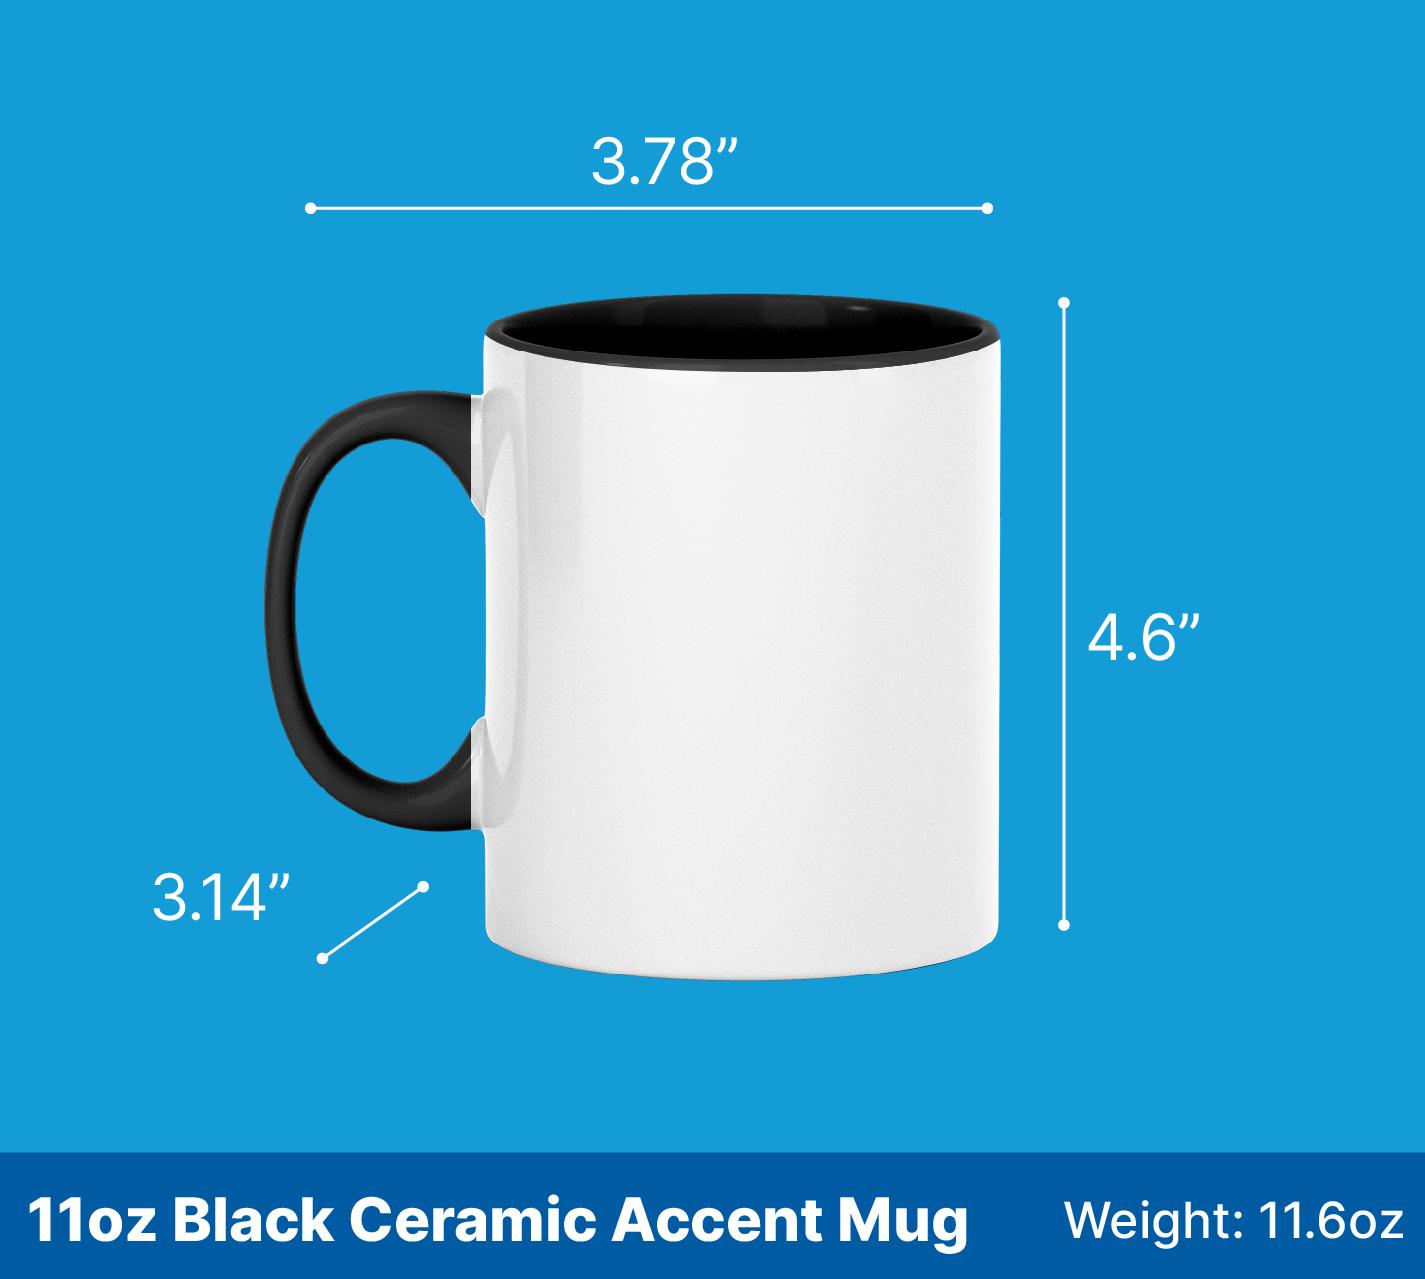 3.78”
4.6”
3.14”
11oz Black Ceramic Accent Mug
Weight: 11.6oz